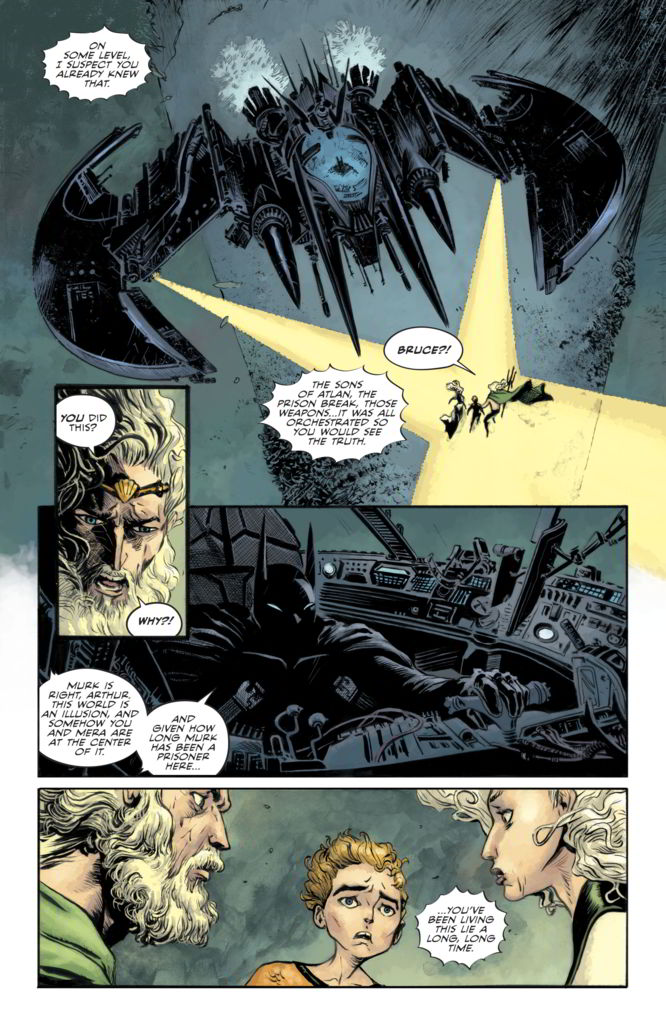 ON
SOME LEVEL,
I SUSPECT YOU
ALREADY KNEW
THAT.
BRUCE?!
THE SONS
OF ATLAN, THE
PRISON BREAK, THOSE
WEAPONS...IT WAS ALL
ORCHESTRATED SO
YOU WOULD SEE
THE TRUTH.
YOU DID
THIS?
WHY?!
MURK IS
RIGHT, ARTHUR.
THIS WORLD IS
AN ILLUSION, AND
SOMEHOW YOU
AND MERA ARE
AT THE CENTER
OF IT.
AND
GIVEN HOW
LONG MURK
HAS BEEN A
PRISONER
HERE...
...YOU'VE
BEEN LIVING
THIS LIE A
LONG, LONG
TIME.